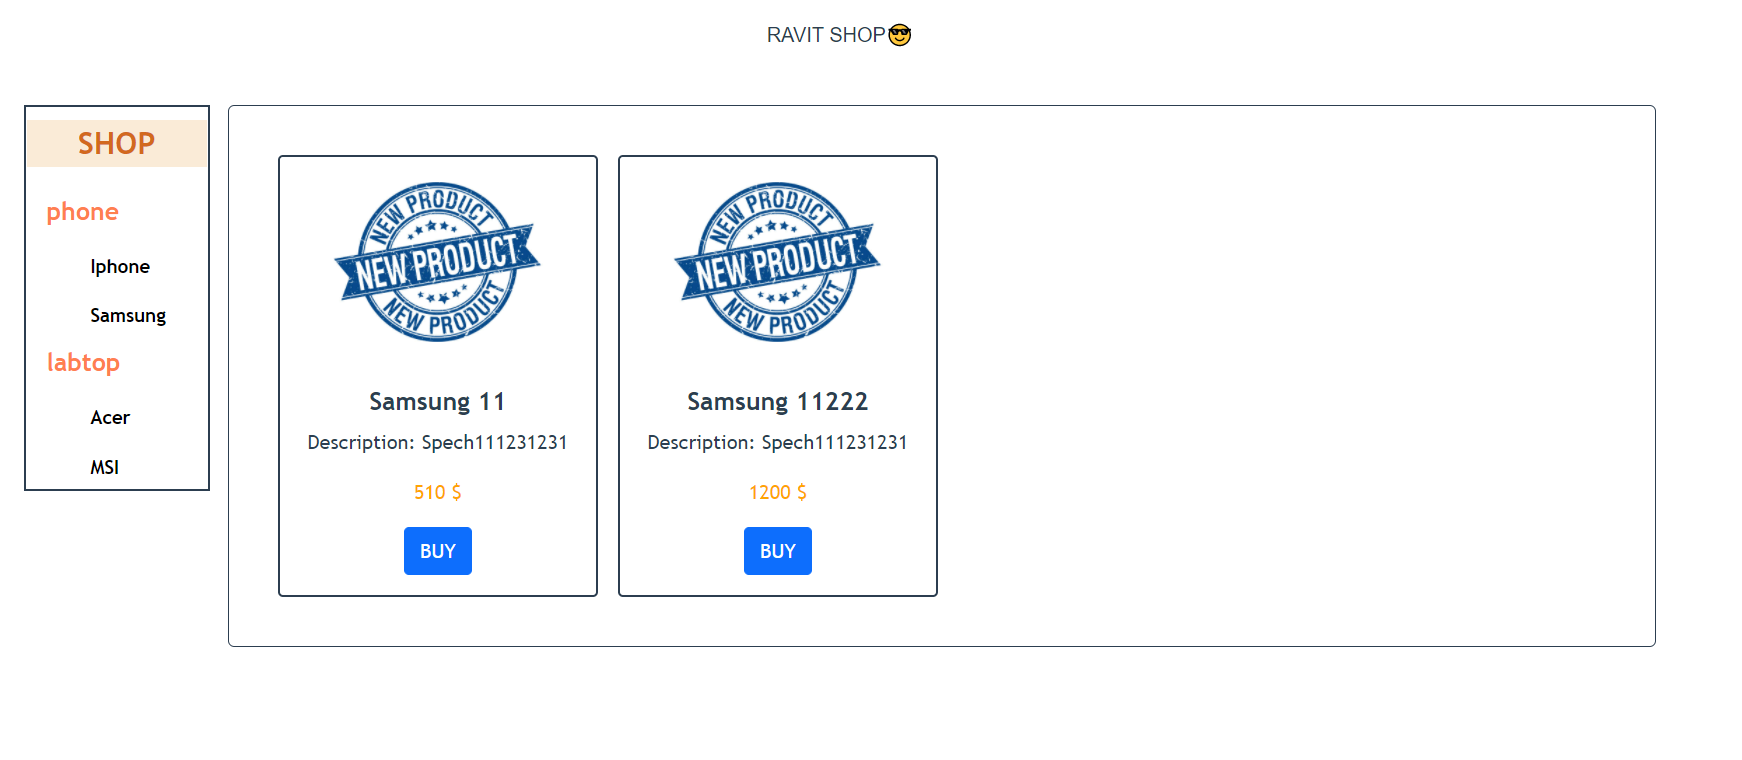 RAVIT SHOP😎
SHOP
phone
Iphone
Samsung
labtop
Acer
MSI
NEW PRODUCT
NEW PRODUCT
NEW PRODUCT
Samsung 11
Description: Spech111231231
510 $
BUY
NEW PRODUCT
NEW PRODUCT
NEW PRODUCT
Samsung 11222
Description: Spech111231231
1200 $
BUY